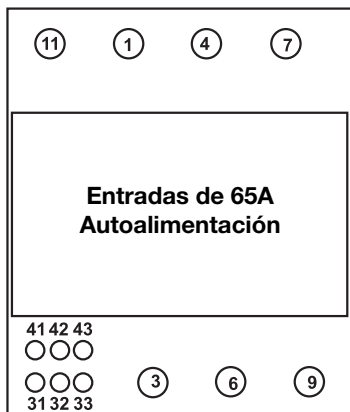 11 1 4 7
Entradas de 65A
Autoalimentación
41 42 43
3 6 9
31 32 33